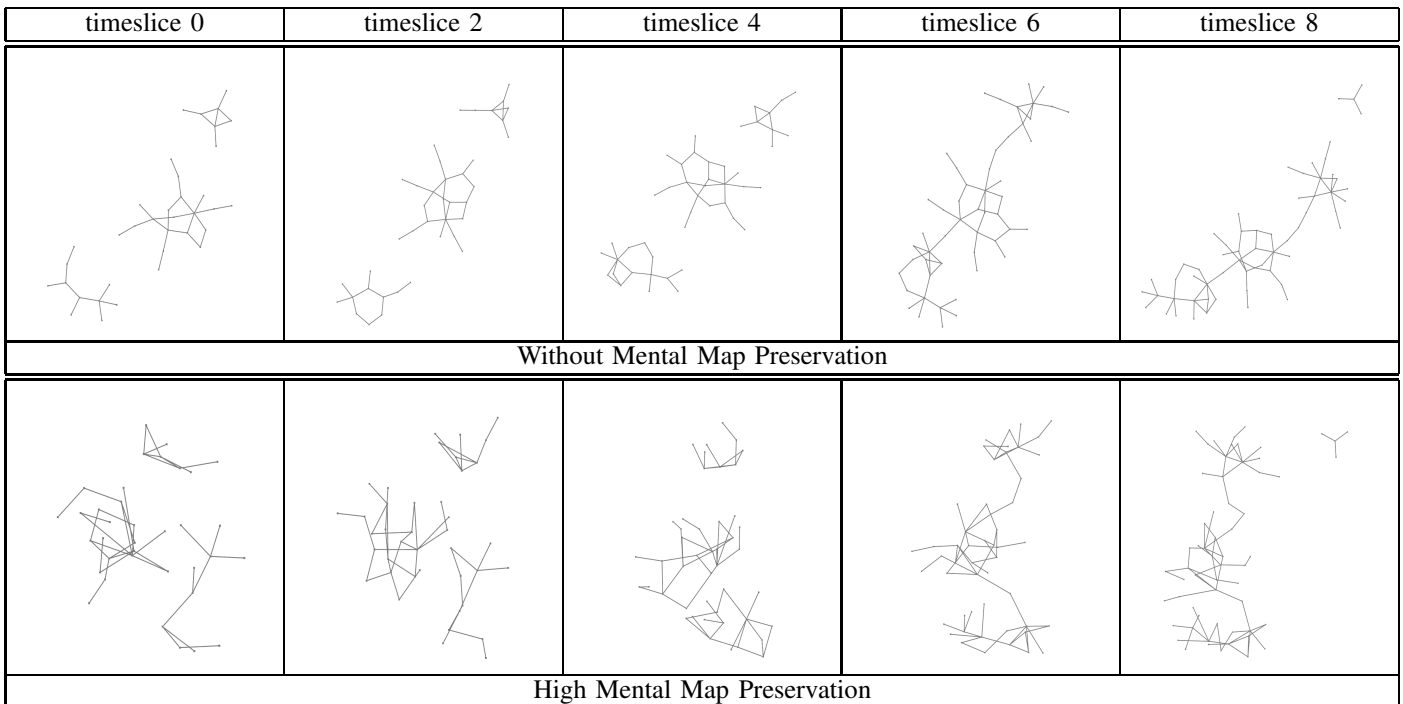 timeslice 0 timeslice 2 timeslice 4 timeslice 6 timeslice 8
Without Mental Map Preservation
High Mental Map Preservation